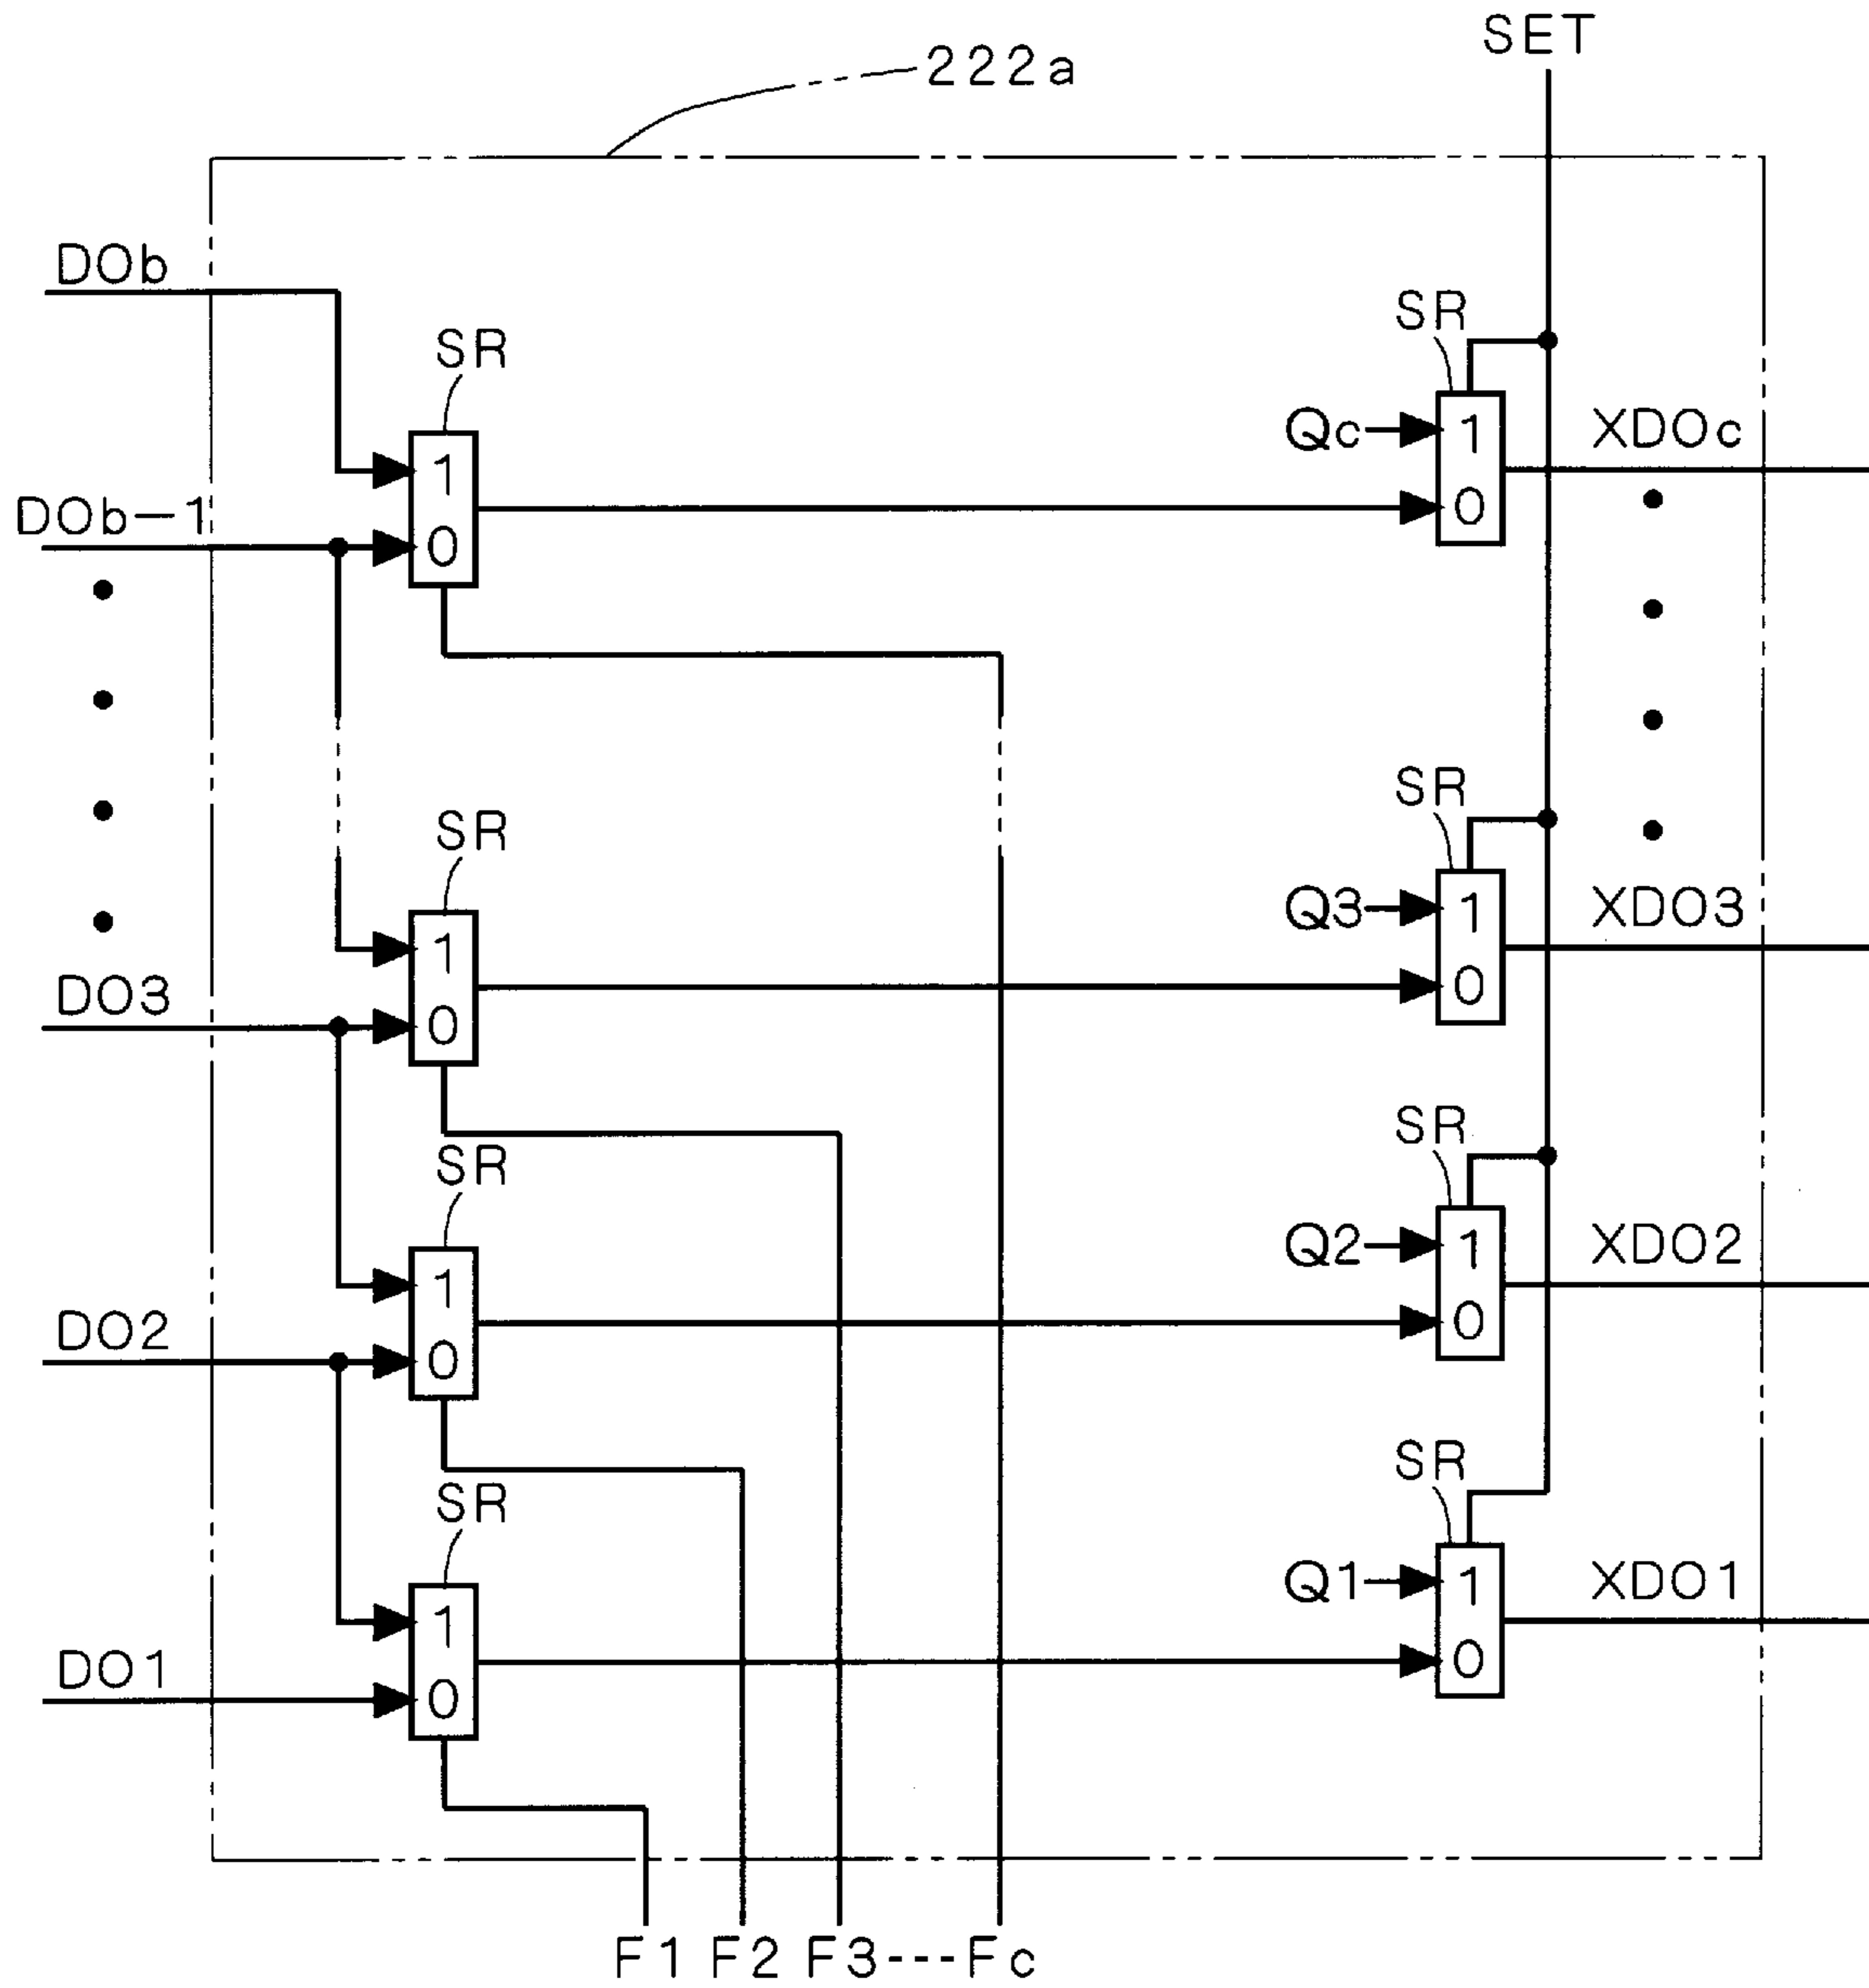 SET
222a
DOb
SR
SR
1
0
Qc
1
0
XDOc
DOb-1
SR
SR
1
0
Q3
1
0
XDO3
DO3
SR
SR
1
0
Q2
1
0
XDO2
DO2
SR
SR
1
0
Q1
1
0
XDO1
DO1
F1 F2 F3---Fc